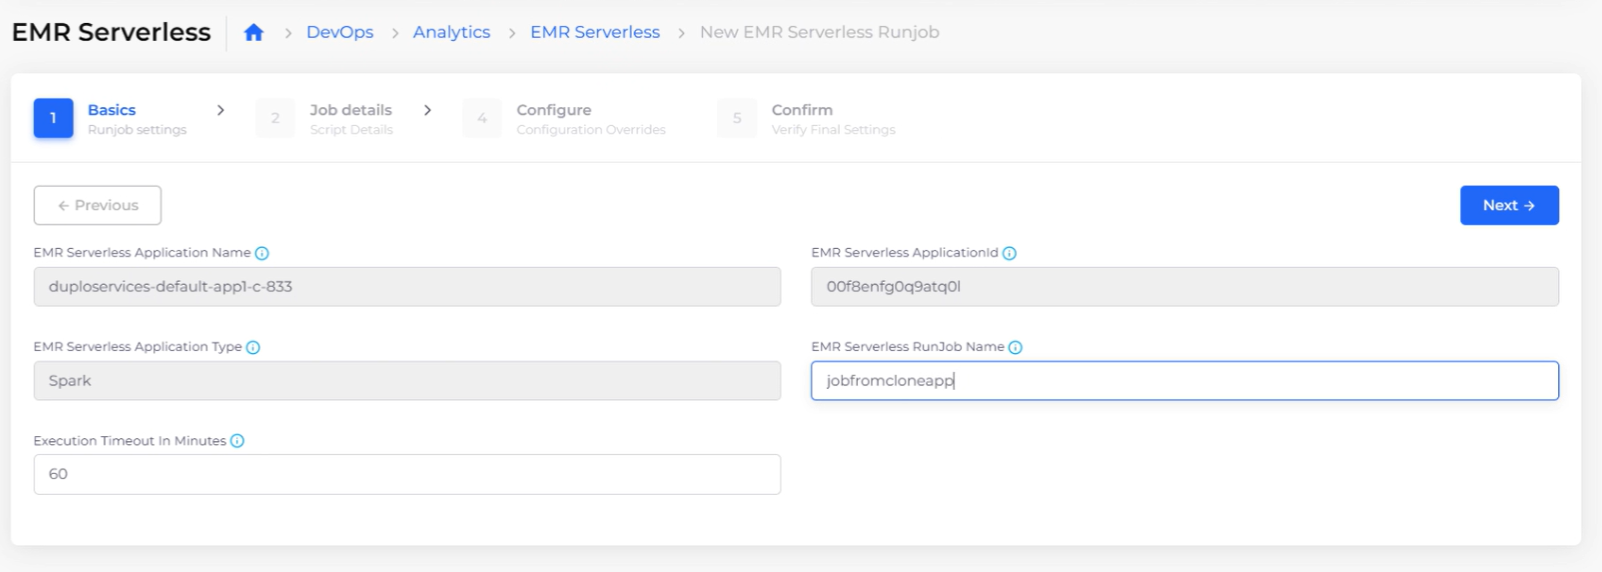 EMR Serverless > DevOps > Analytics > EMR Serverless > New EMR Serverless Runjob
1 Basics > 2 Job details > 4 Configure 5 Confirm
Runjob settings Script Details Configuration Overrides Verify Final Settings
← Previous Next →
EMR Serverless Application Name EMR Serverless ApplicationId
duploservices-default-app1-c-833 00f8enfg0q9atq0l
EMR Serverless Application Type EMR Serverless RunJob Name
Spark jobfromcloneapp
Execution Timeout In Minutes
60